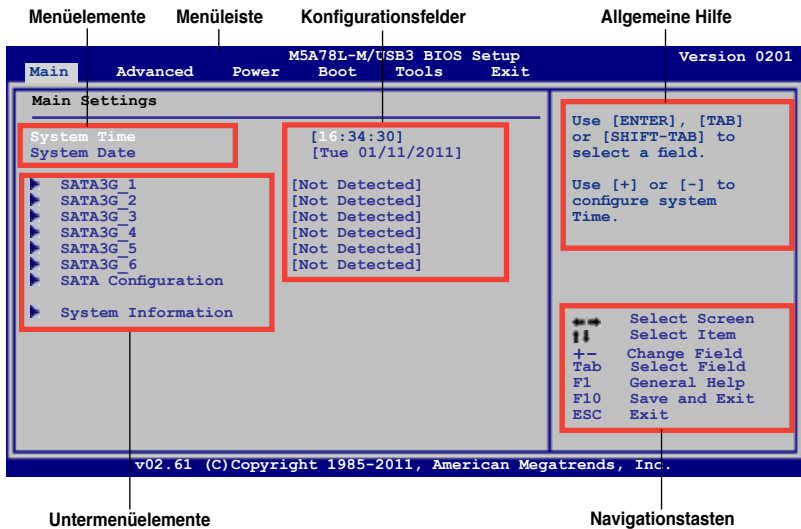 Menüelemente Menüleiste Konfigurationsfelder Allgemeine Hilfe
M5A78L-M/USB3 BIOS Setup Version 0201
Main Advanced Power Boot Tools Exit
Main Settings
System Time [16:34:30]
System Date [Tue 01/11/2011]
SATA3G_1 [Not Detected]
SATA3G_2 [Not Detected]
SATA3G_3 [Not Detected]
SATA3G_4 [Not Detected]
SATA3G_5 [Not Detected]
SATA3G_6 [Not Detected]
SATA Configuration
System Information
Use [ENTER], [TAB]
or [SHIFT-TAB] to
select a field.
Use [+] or [-] to
configure system
Time.
←→ Select Screen
↑↓ Select Item
+- Change Field
Tab Select Field
F1 General Help
F10 Save and Exit
ESC Exit
v02.61 (C)Copyright 1985-2011, American Megatrends, Inc.
Untermenüelemente Navigationstasten